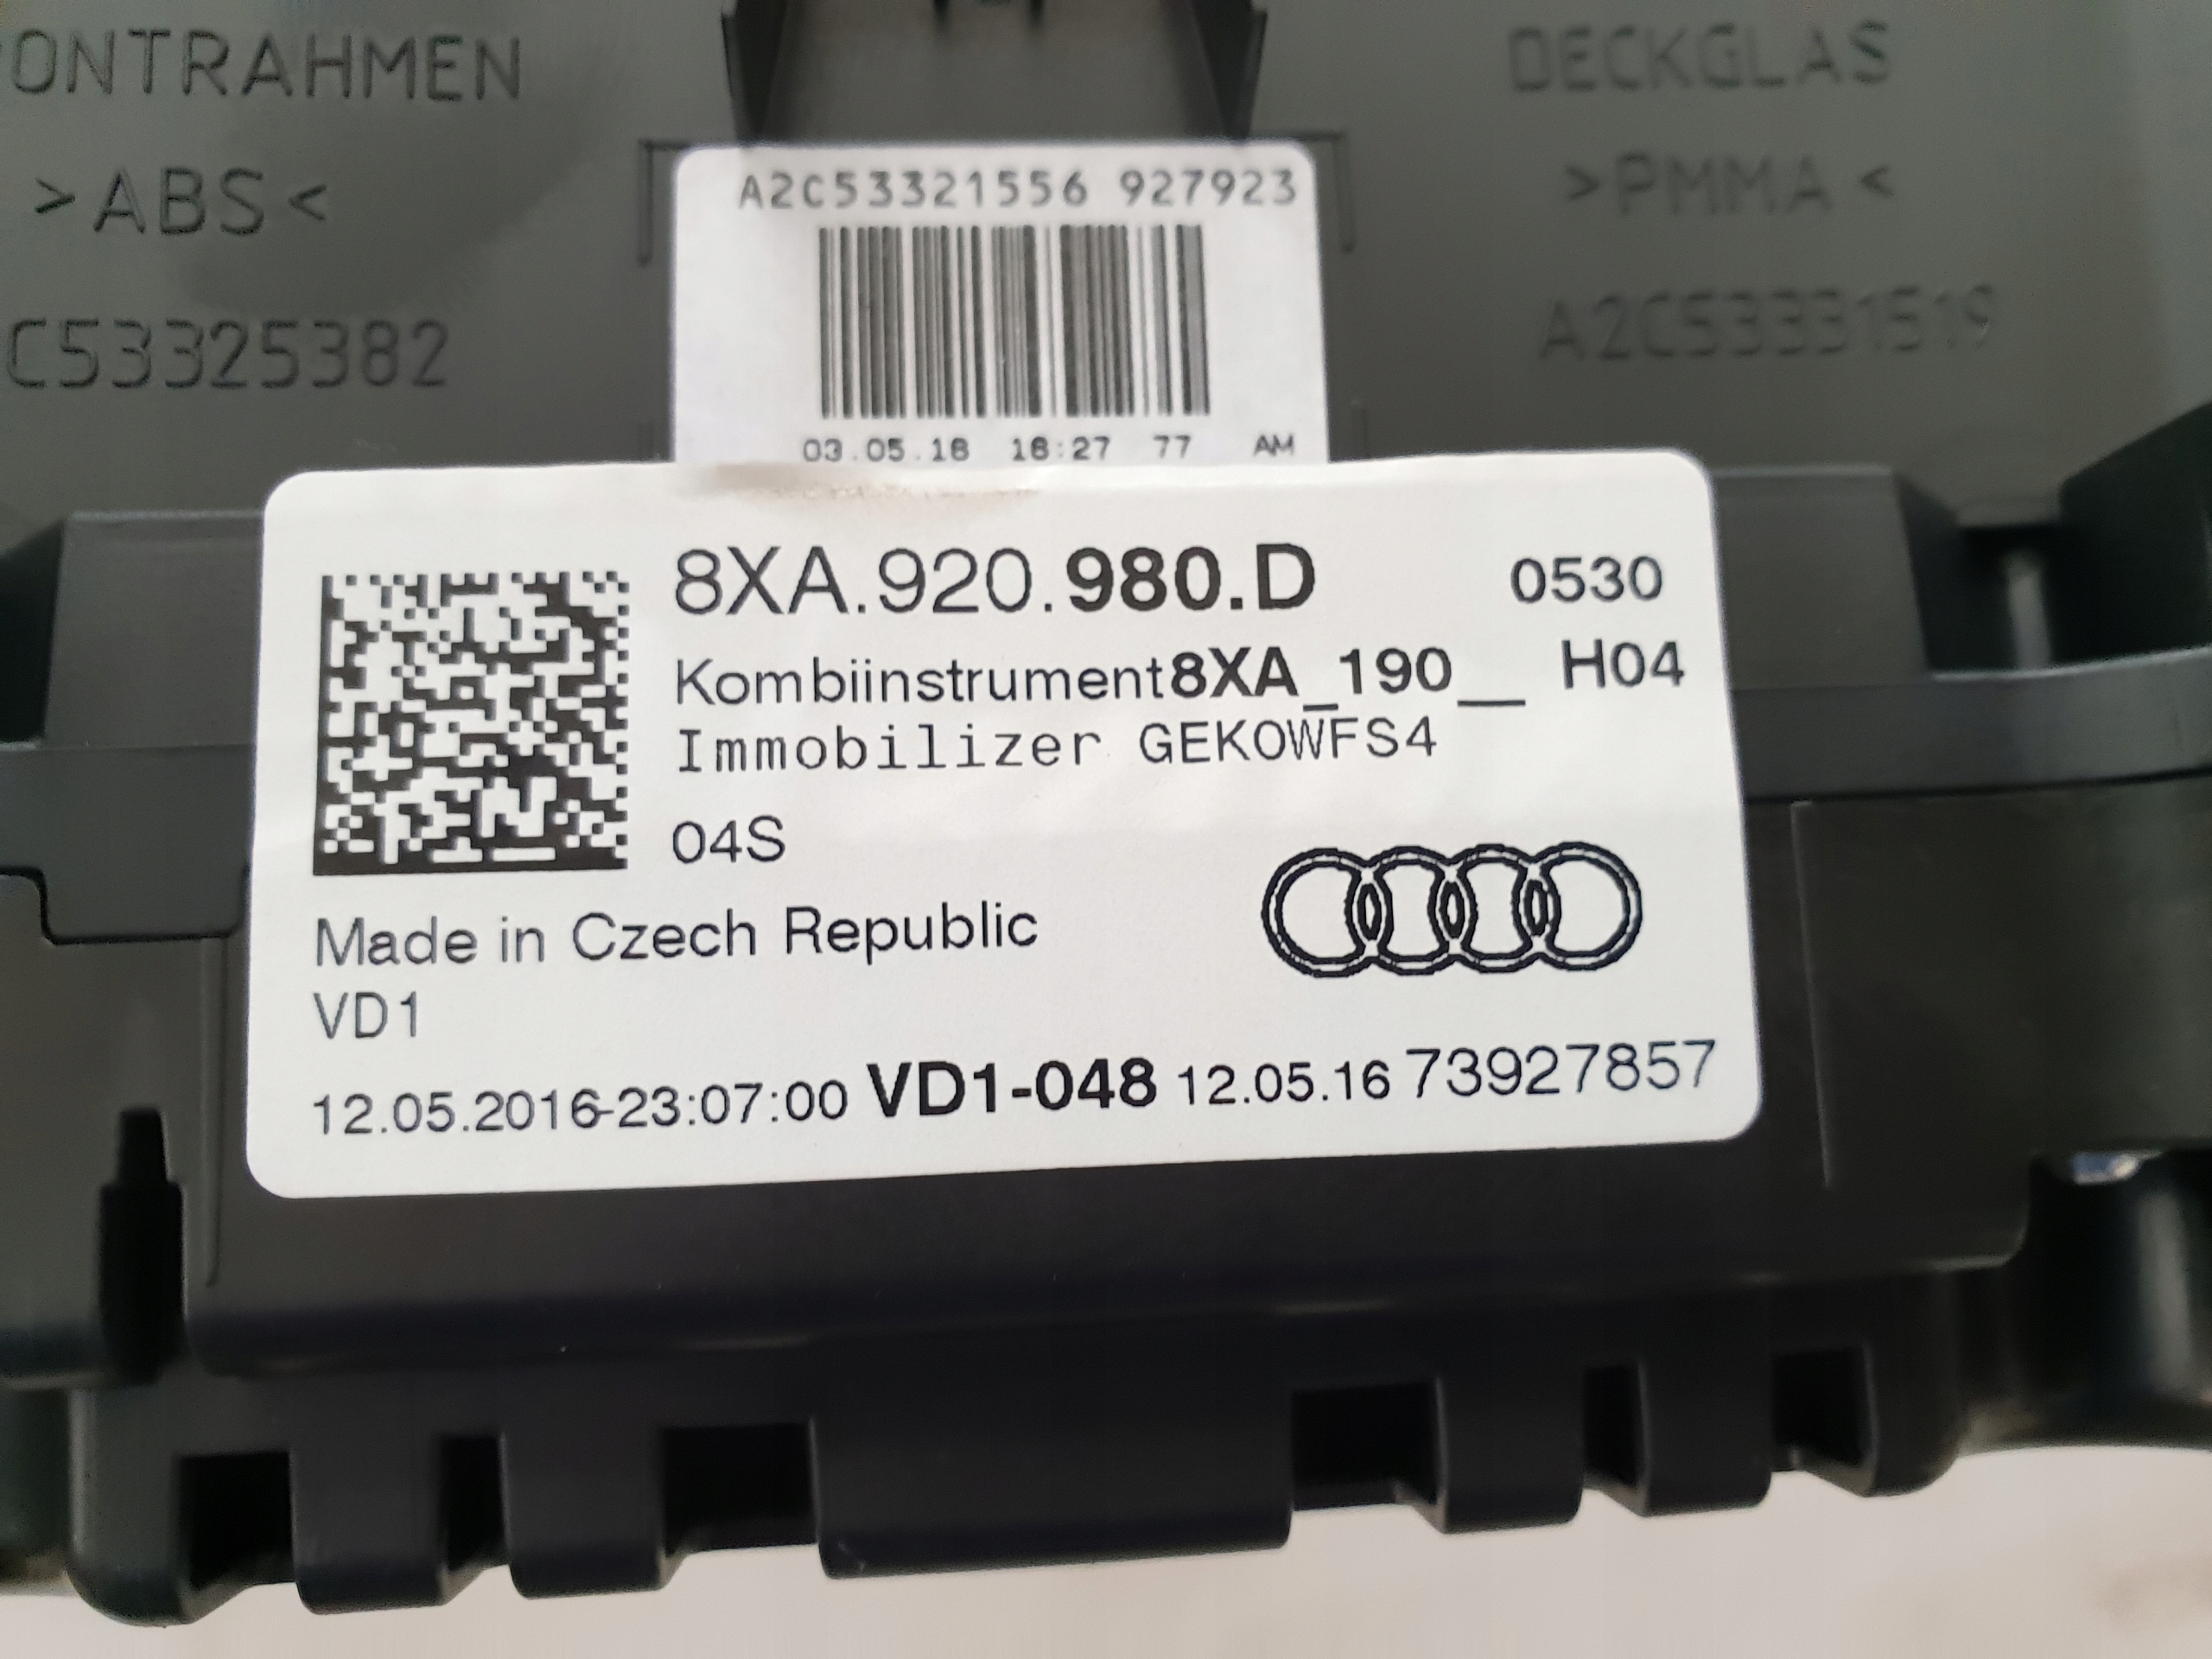 ONTRAHMEN
>ABS<
C53325382
DECKGLAS
>PMMA<
A2C53331519
A2C53321556 927923
03.05.16 16:27 77 AM
8XA.920.980.D 0530
Kombiinstrument8XA_190__ H04
Immobilizer GEKOWFS4
04S
Made in Czech Republic
VD1
12.05.2016-23:07:00 VD1-048 12.05.16 73927857